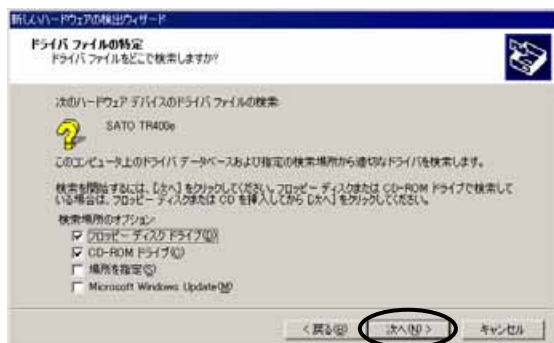 新しいハードウェアの検出ウィザード
ドライバ ファイルの特定
ドライバ ファイルをどこで検索しますか?
次のハードウェア デバイスのドライバ ファイルの検索:
SATO TR400e
このコンピュータ上のドライバ データベースおよび指定の検索場所から適切なドライバを検索します。
検索を開始するには、[次へ] をクリックしてください。フロッピー ディスクまたは CD-ROM ドライブで検索して
いる場合は、フロッピー ディスクまたは CD を挿入してから [次へ] をクリックしてください。
検索場所のオプション:
フロッピー ディスク ドライブ(D)
CD-ROM ドライブ(C)
場所を指定(S)
Microsoft Windows Update(M)
< 戻る(B)
次へ(N) >
キャンセル